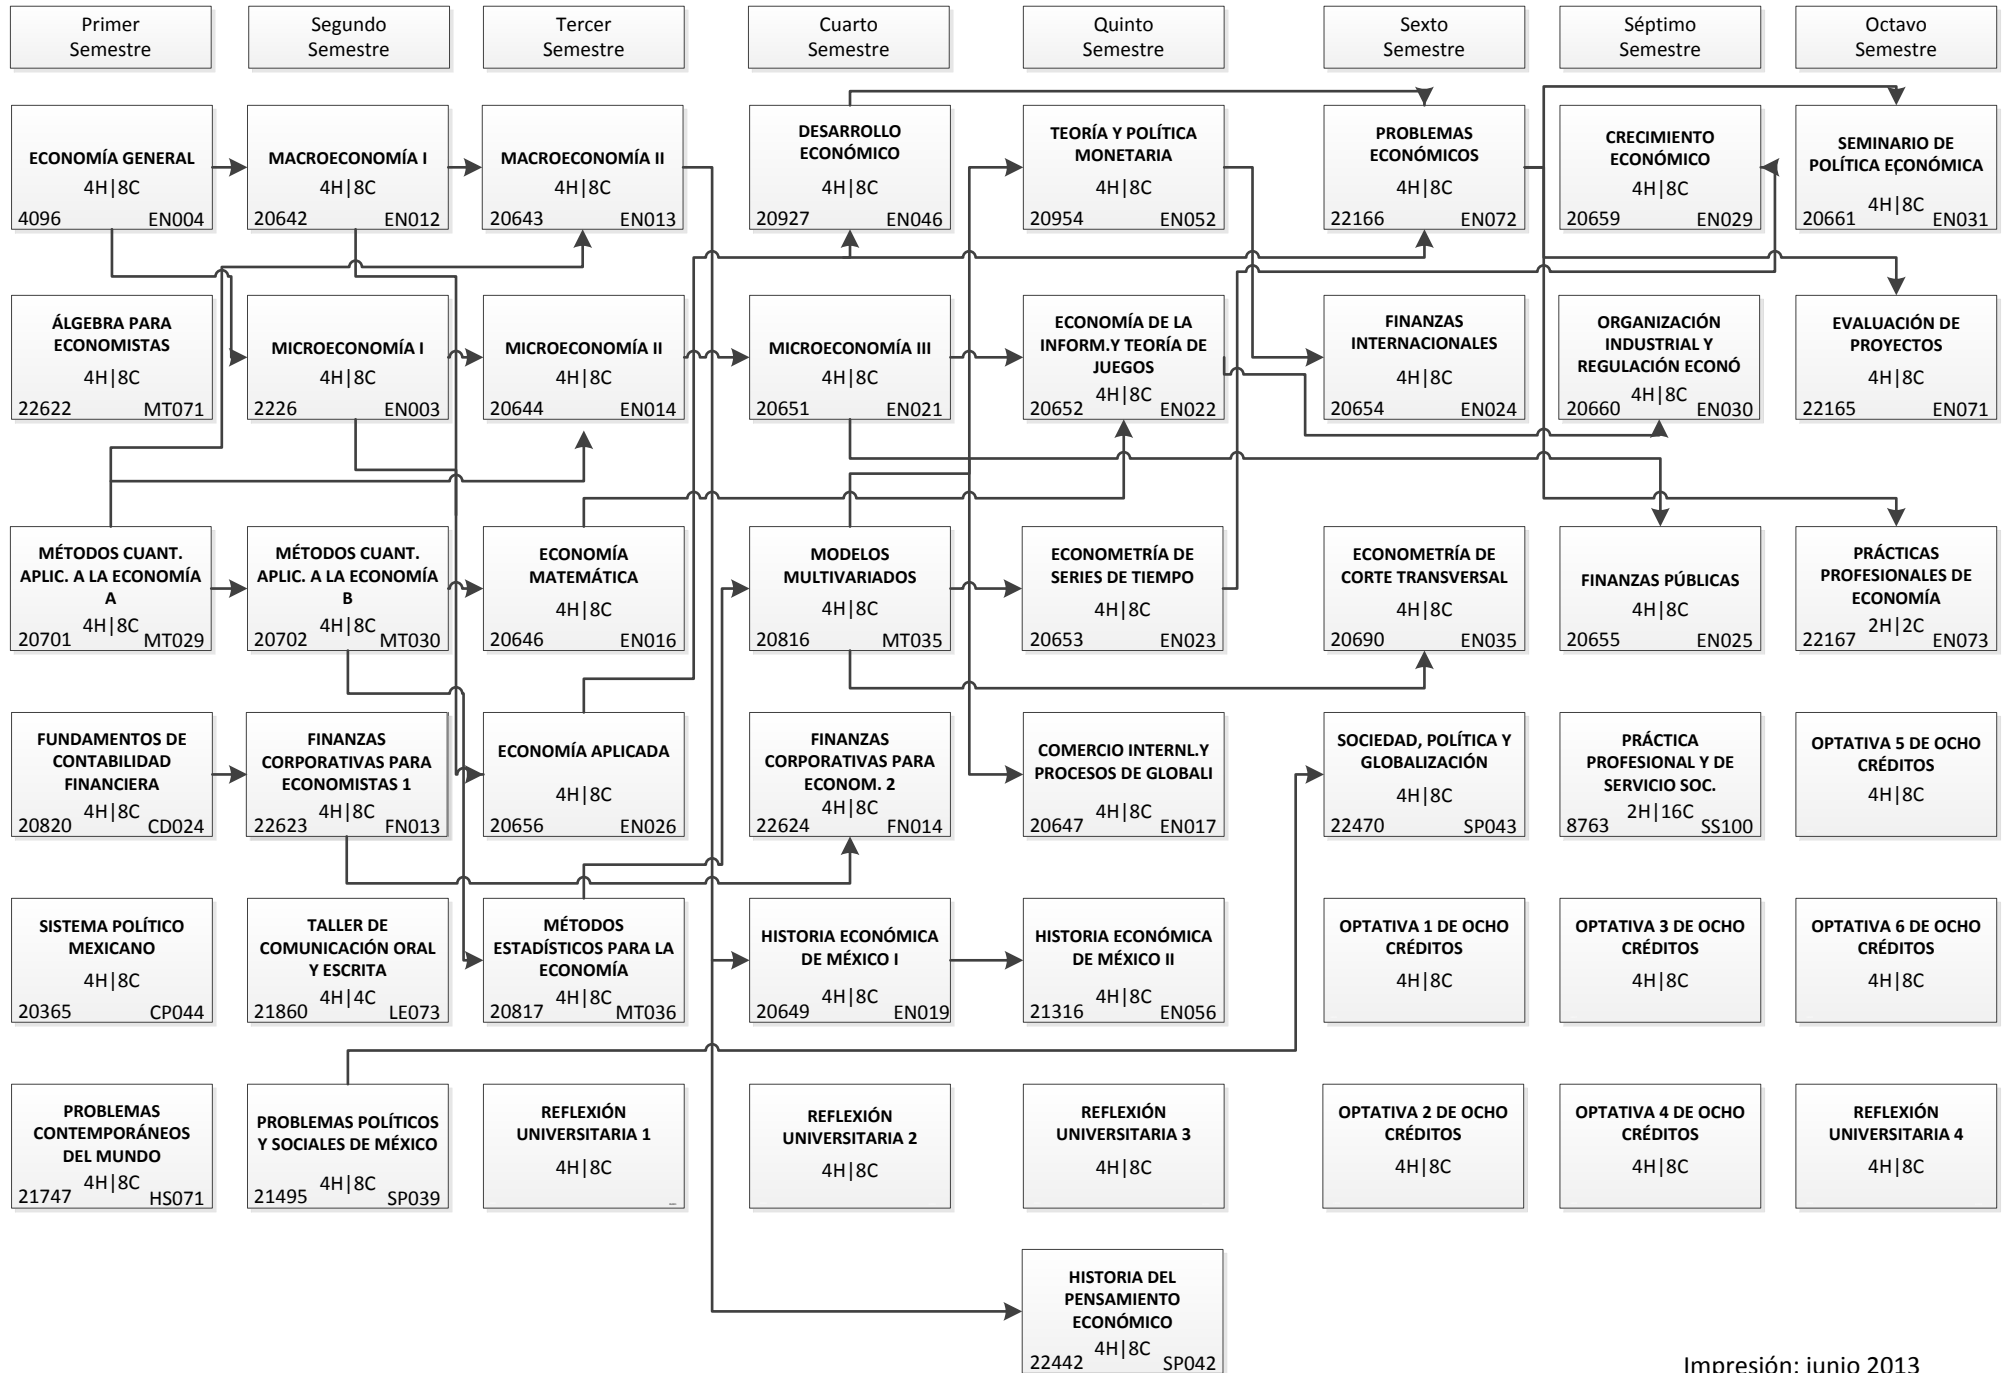 Primer
Semestre
Segundo
Semestre
Tercer
Semestre
Cuarto
Semestre
Quinto
Semestre
Sexto
Semestre
Séptimo
Semestre
Octavo
Semestre
ECONOMÍA GENERAL
4H|8C
4096 EN004
MACROECONOMÍA I
4H|8C
20642 EN012
MACROECONOMÍA II
4H|8C
20643 EN013
DESARROLLO
ECONÓMICO
4H|8C
20927 EN046
TEORÍA Y POLÍTICA
MONETARIA
4H|8C
20954 EN052
PROBLEMAS
ECONÓMICOS
4H|8C
22166 EN072
CRECIMIENTO
ECONÓMICO
4H|8C
20659 EN029
SEMINARIO DE
POLÍTICA ECONÓMICA
4H|8C
20661 EN031
ÁLGEBRA PARA
ECONOMISTAS
4H|8C
22622 MT071
MICROECONOMÍA I
4H|8C
2226 EN003
MICROECONOMÍA II
4H|8C
20644 EN014
MICROECONOMÍA III
4H|8C
20651 EN021
ECONOMÍA DE LA
INFORM.Y TEORÍA DE
JUEGOS
4H|8C
20652 EN022
FINANZAS
INTERNACIONALES
4H|8C
20654 EN024
ORGANIZACIÓN
INDUSTRIAL Y
REGULACIÓN ECONÓ
4H|8C
20660 EN030
EVALUACIÓN DE
PROYECTOS
4H|8C
22165 EN071
MÉTODOS CUANT.
APLIC. A LA ECONOMÍA
A
4H|8C
20701 MT029
MÉTODOS CUANT.
APLIC. A LA ECONOMÍA
B
4H|8C
20702 MT030
ECONOMÍA
MATEMÁTICA
4H|8C
20646 EN016
MODELOS
MULTIVARIADOS
4H|8C
20816 MT035
ECONOMETRÍA DE
SERIES DE TIEMPO
4H|8C
20653 EN023
ECONOMETRÍA DE
CORTE TRANSVERSAL
4H|8C
20690 EN035
FINANZAS PÚBLICAS
4H|8C
20655 EN025
PRÁCTICAS
PROFESIONALES DE
ECONOMÍA
2H|2C
22167 EN073
FUNDAMENTOS DE
CONTABILIDAD
FINANCIERA
4H|8C
20820 CD024
FINANZAS
CORPORATIVAS PARA
ECONOMISTAS 1
4H|8C
22623 FN013
ECONOMÍA APLICADA
4H|8C
20656 EN026
FINANZAS
CORPORATIVAS PARA
ECONOM. 2
4H|8C
22624 FN014
COMERCIO INTERNL.Y
PROCESOS DE GLOBALI
4H|8C
20647 EN017
SOCIEDAD, POLÍTICA Y
GLOBALIZACIÓN
4H|8C
22470 SP043
PRÁCTICA
PROFESIONAL Y DE
SERVICIO SOC.
2H|16C
8763 SS100
OPTATIVA 5 DE OCHO
CRÉDITOS
4H|8C
SISTEMA POLÍTICO
MEXICANO
4H|8C
20365 CP044
TALLER DE
COMUNICACIÓN ORAL
Y ESCRITA
4H|4C
21860 LE073
MÉTODOS
ESTADÍSTICOS PARA LA
ECONOMÍA
4H|8C
20817 MT036
HISTORIA ECONÓMICA
DE MÉXICO I
4H|8C
20649 EN019
HISTORIA ECONÓMICA
DE MÉXICO II
4H|8C
21316 EN056
OPTATIVA 1 DE OCHO
CRÉDITOS
4H|8C
OPTATIVA 3 DE OCHO
CRÉDITOS
4H|8C
OPTATIVA 6 DE OCHO
CRÉDITOS
4H|8C
PROBLEMAS
CONTEMPORÁNEOS
DEL MUNDO
4H|8C
21747 HS071
PROBLEMAS POLÍTICOS
Y SOCIALES DE MÉXICO
4H|8C
21495 SP039
REFLEXIÓN
UNIVERSITARIA 1
4H|8C
REFLEXIÓN
UNIVERSITARIA 2
4H|8C
REFLEXIÓN
UNIVERSITARIA 3
4H|8C
OPTATIVA 2 DE OCHO
CRÉDITOS
4H|8C
OPTATIVA 4 DE OCHO
CRÉDITOS
4H|8C
REFLEXIÓN
UNIVERSITARIA 4
4H|8C
HISTORIA DEL
PENSAMIENTO
ECONÓMICO
4H|8C
22442 SP042
Impresión: junio 2013